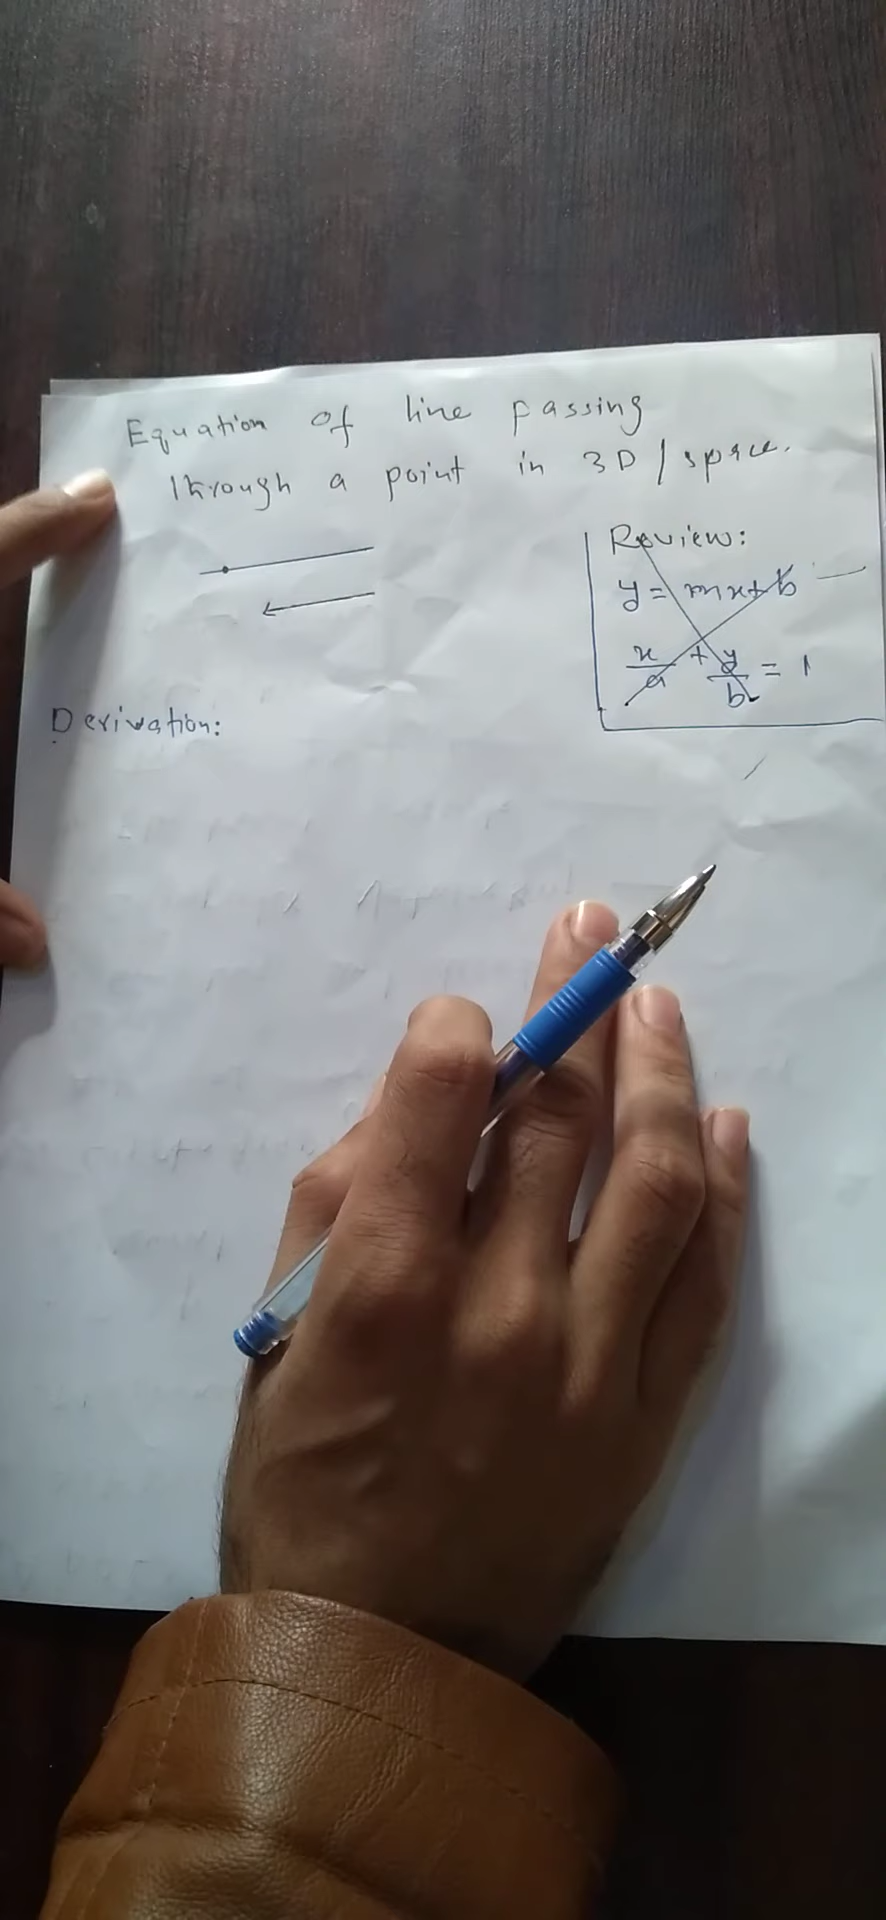 Equation of line passing
through a point in 3D / space.
Review:
y = mx + b
x/a + y/b = 1
Derivation: